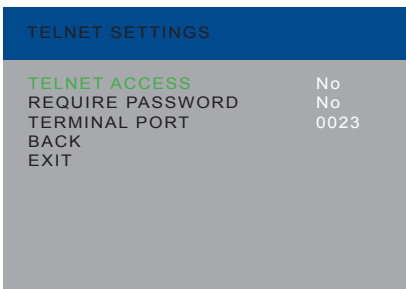 TELNET SETTINGS
TELNET ACCESS No
REQUIRE PASSWORD No
TERMINAL PORT 0023
BACK
EXIT